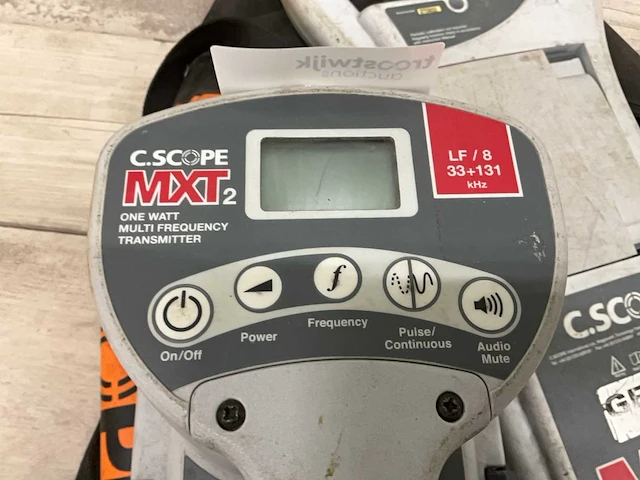 troostwijk
auctions
C.SCOPE
MXT2
ONE WATT
MULTI FREQUENCY
TRANSMITTER
LF / 8
33+131
kHz
On/Off
Power
f
Frequency
Pulse/
Continuous
Audio
Mute
C.SCO